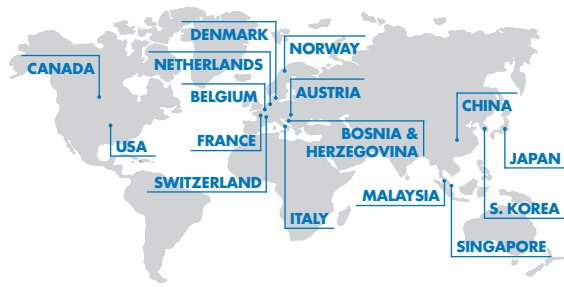 DENMARK
NORWAY
CANADA
NETHERLANDS
BELGIUM
AUSTRIA
CHINA
USA
FRANCE
BOSNIA &
HERZEGOVINA
JAPAN
SWITZERLAND
MALAYSIA
S. KOREA
ITALY
SINGAPORE